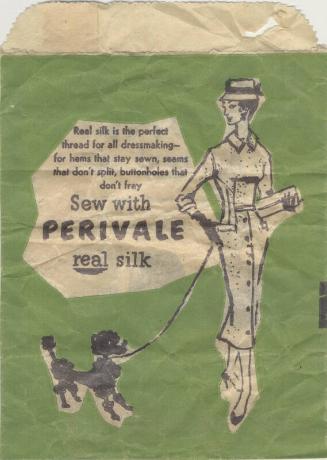 Real silk is the perfect
thread for all dressmaking—
for hems that stay sewn, seams
that don't split, buttonholes that
don't fray
Sew with
PERIVALE
real silk